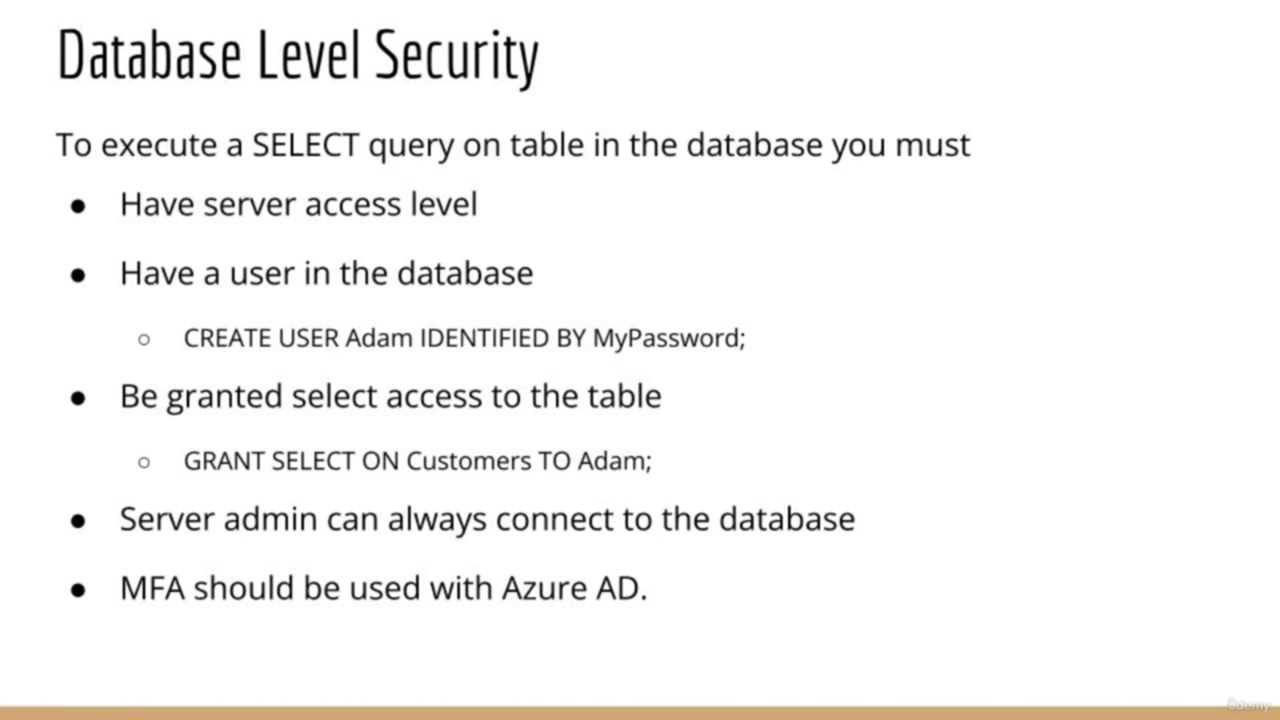 Database Level Security
To execute a SELECT query on table in the database you must
● Have server access level
● Have a user in the database
○ CREATE USER Adam IDENTIFIED BY MyPassword;
● Be granted select access to the table
○ GRANT SELECT ON Customers TO Adam;
● Server admin can always connect to the database
● MFA should be used with Azure AD.
ûdemy